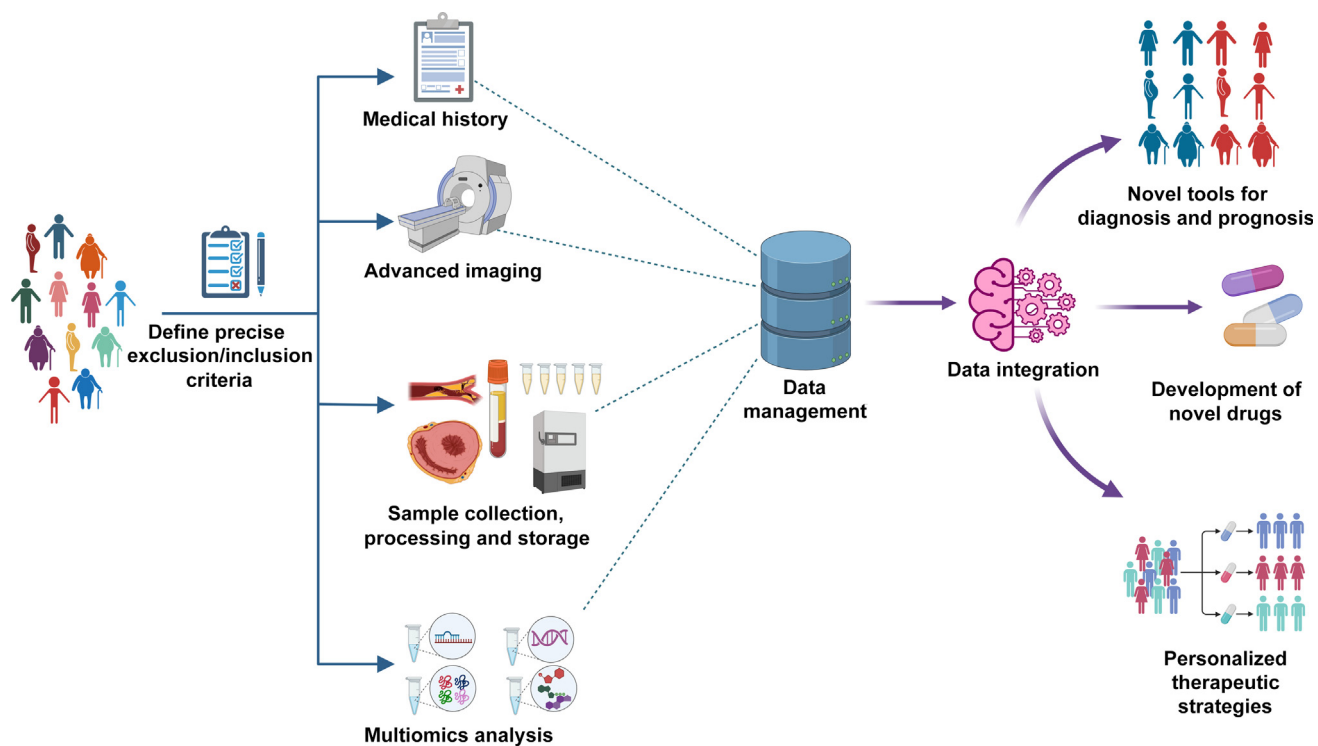 Medical history
Advanced imaging
Define precise
exclusion/inclusion
criteria
Sample collection,
processing and storage
Multiomics analysis
Data
management
Data integration
Novel tools for
diagnosis and prognosis
Development of
novel drugs
Personalized
therapeutic
strategies